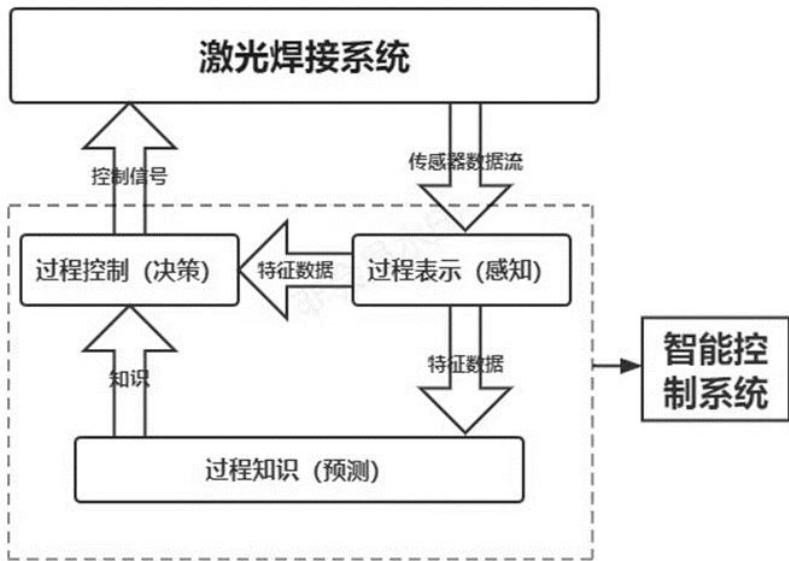 激光焊接系统
控制信号
传感器数据流
过程控制（决策）
特征数据
过程表示（感知）
知识
特征数据
智能控
制系统
过程知识（预测）